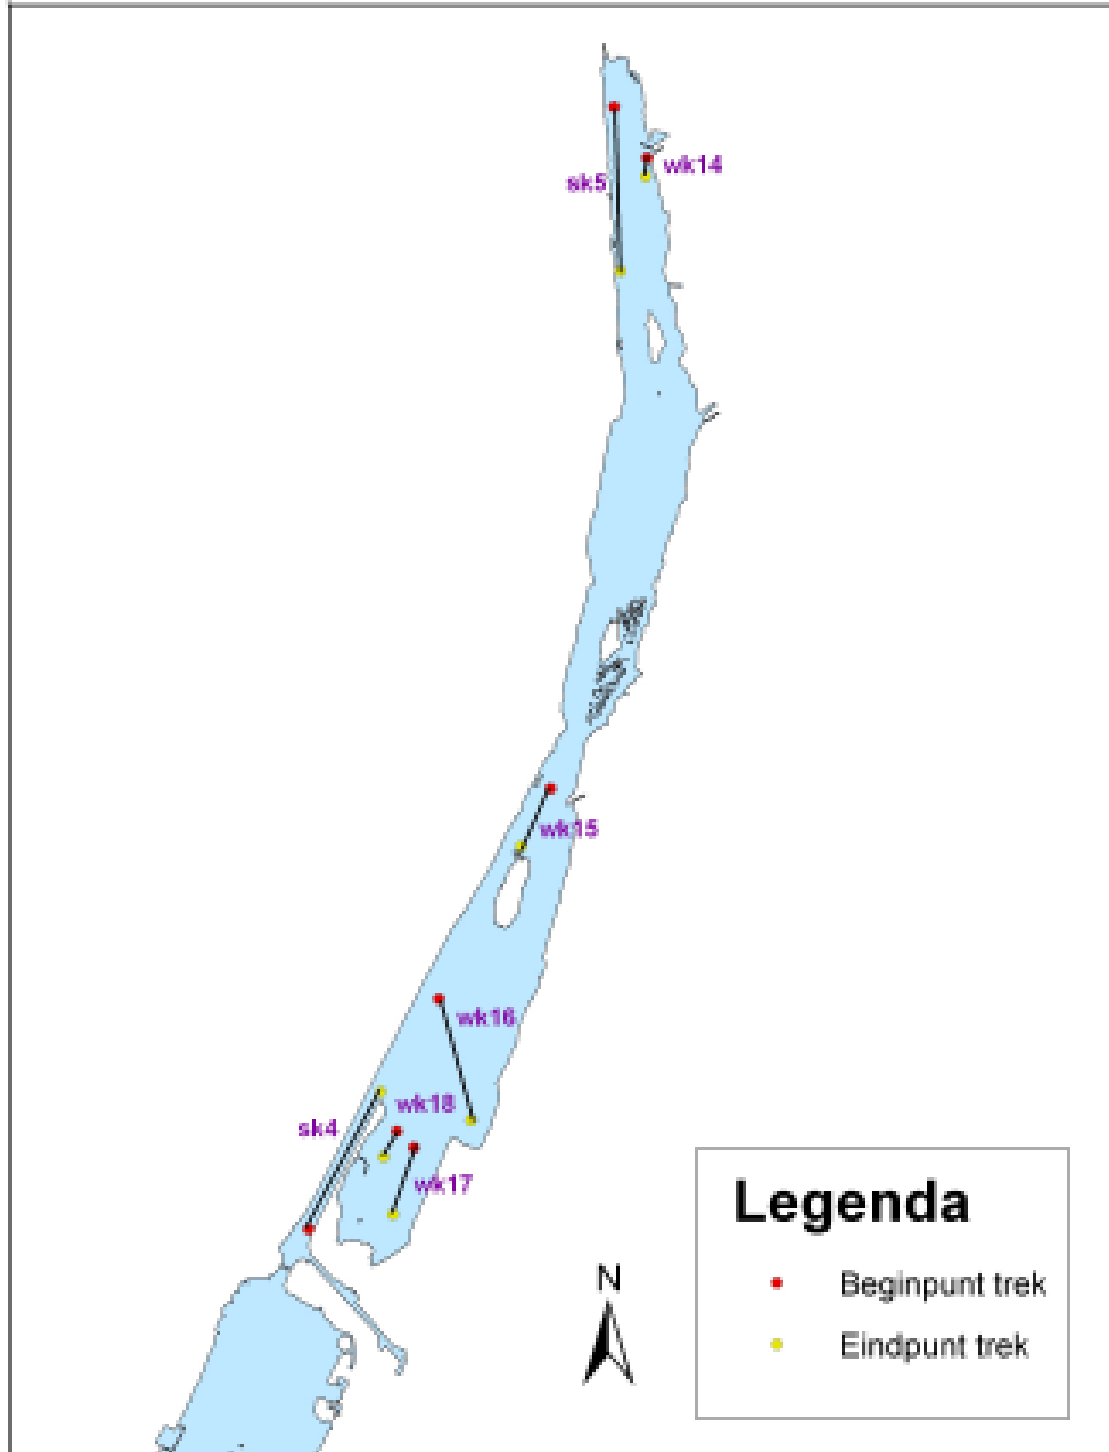 wk14
sk5
wk15
wk16
wk18
sk4
wk17
Legenda
N
Beginpunt trek
Eindpunt trek